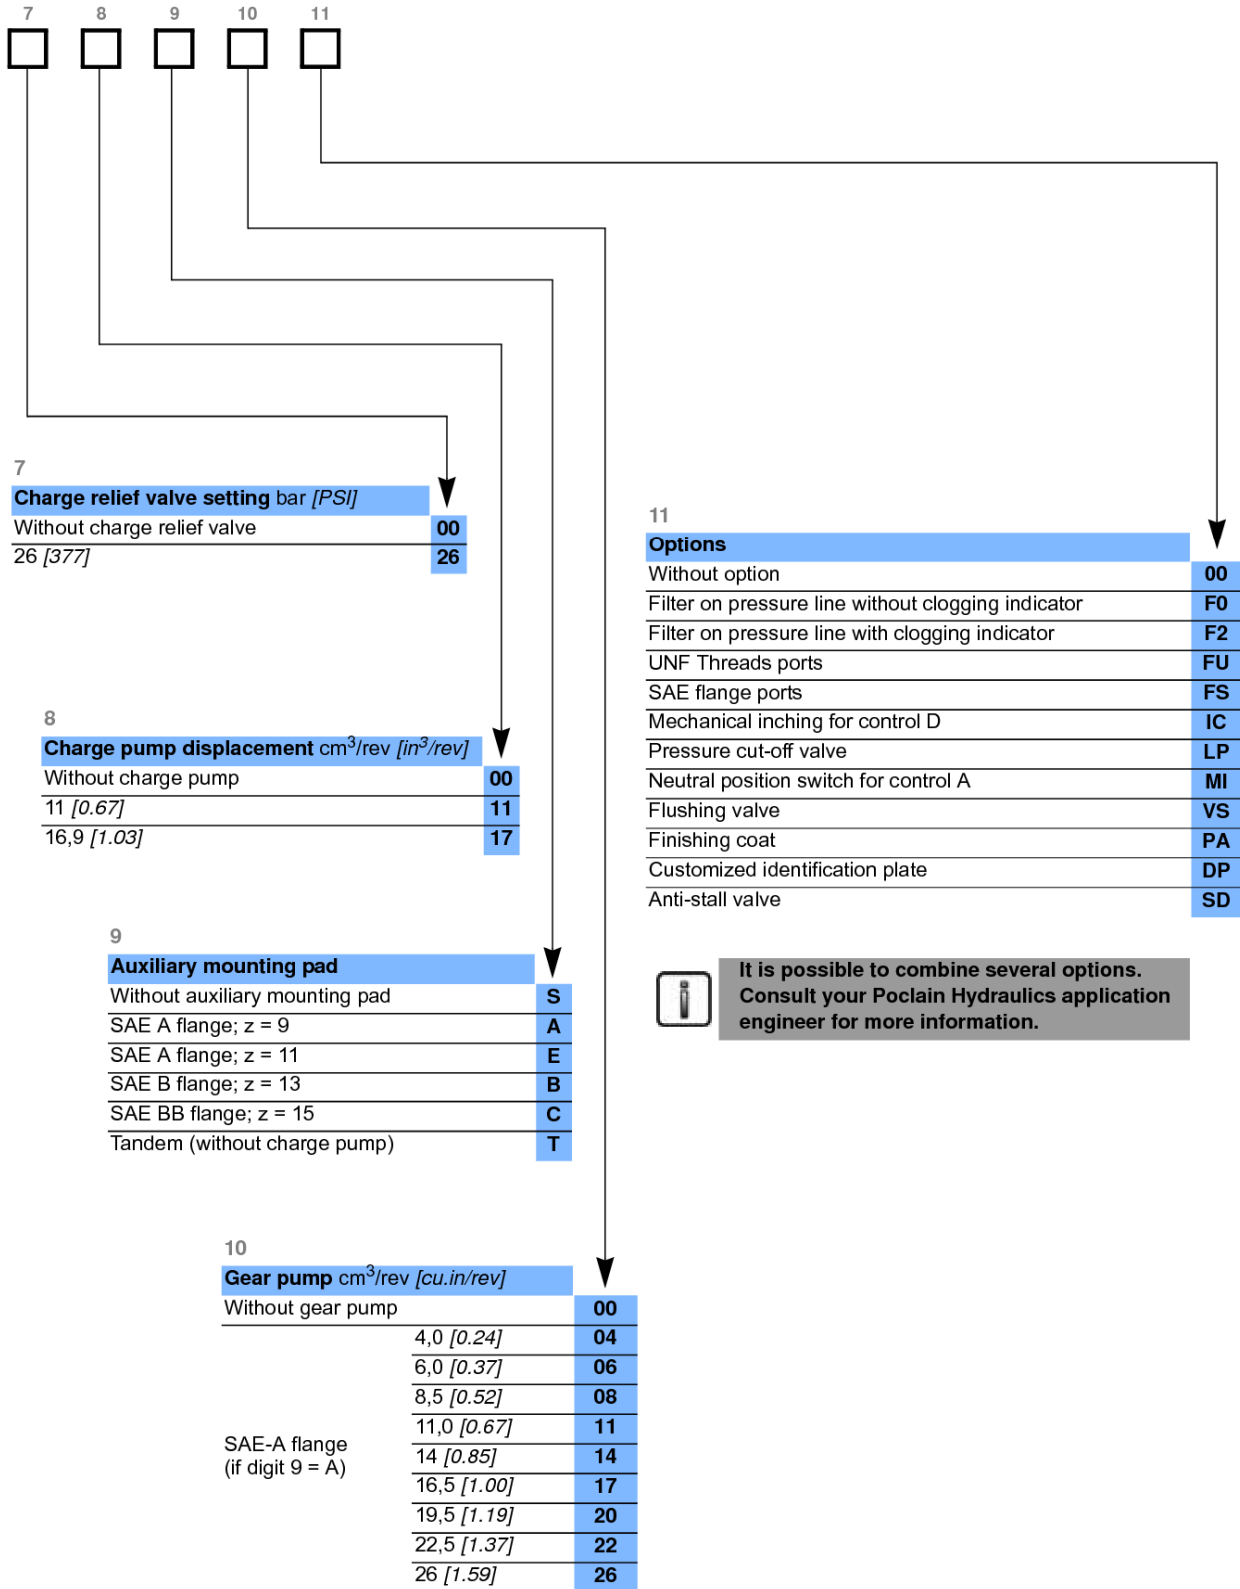 7 8 9 10 11
7
Charge relief valve setting bar [PSI]
Without charge relief valve 00
26 [377] 26
8
Charge pump displacement cm³/rev [in³/rev]
Without charge pump 00
11 [0.67] 11
16,9 [1.03] 17
9
Auxiliary mounting pad
Without auxiliary mounting pad S
SAE A flange; z = 9 A
SAE A flange; z = 11 E
SAE B flange; z = 13 B
SAE BB flange; z = 15 C
Tandem (without charge pump) T
10
Gear pump cm³/rev [cu.in/rev]
Without gear pump 00
SAE-A flange
(if digit 9 = A)
4,0 [0.24] 04
6,0 [0.37] 06
8,5 [0.52] 08
11,0 [0.67] 11
14 [0.85] 14
16,5 [1.00] 17
19,5 [1.19] 20
22,5 [1.37] 22
26 [1.59] 26
11
Options
Without option 00
Filter on pressure line without clogging indicator F0
Filter on pressure line with clogging indicator F2
UNF Threads ports FU
SAE flange ports FS
Mechanical inching for control D IC
Pressure cut-off valve LP
Neutral position switch for control A MI
Flushing valve VS
Finishing coat PA
Customized identification plate DP
Anti-stall valve SD
i
It is possible to combine several options.
Consult your Poclain Hydraulics application
engineer for more information.